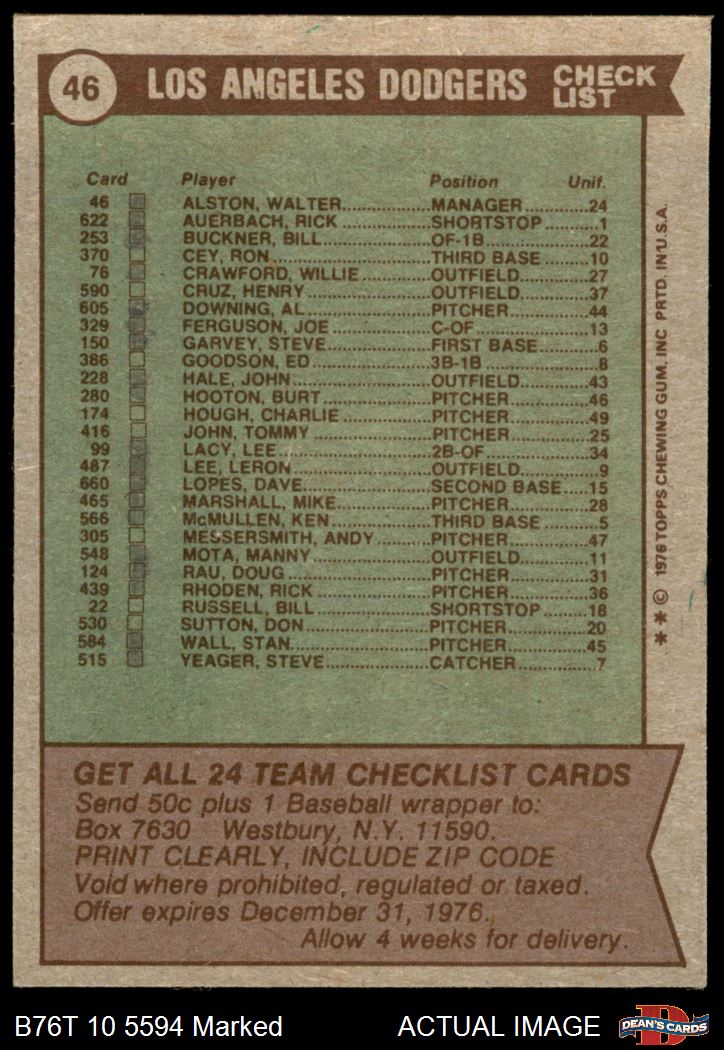 46 LOS ANGELES DODGERS CHECK LIST
Card Player Position Unif.
46 ALSTON, WALTER MANAGER 24
622 AUERBACH, RICK SHORTSTOP 1
253 BUCKNER, BILL OF-1B 22
370 CEY, RON THIRD BASE 10
76 CRAWFORD, WILLIE OUTFIELD 27
590 CRUZ, HENRY OUTFIELD 37
605 DOWNING, AL PITCHER 44
329 FERGUSON, JOE C-OF 13
150 GARVEY, STEVE FIRST BASE 6
386 GOODSON, ED 3B-1B 8
228 HALE, JOHN OUTFIELD 43
280 HOOTON, BURT PITCHER 46
174 HOUGH, CHARLIE PITCHER 49
416 JOHN, TOMMY PITCHER 25
99 LACY, LEE 2B-OF 34
487 LEE, LERON OUTFIELD 9
660 LOPES, DAVE SECOND BASE 15
465 MARSHALL, MIKE PITCHER 28
566 McMULLEN, KEN THIRD BASE 5
305 MESSERSMITH, ANDY PITCHER 47
548 MOTA, MANNY OUTFIELD 11
124 RAU, DOUG PITCHER 31
439 RHODEN, RICK PITCHER 36
22 RUSSELL, BILL SHORTSTOP 18
530 SUTTON, DON PITCHER 20
584 WALL, STAN PITCHER 45
515 YEAGER, STEVE CATCHER 7
** © 1976 TOPPS CHEWING GUM, INC PRTD. IN U.S.A.
GET ALL 24 TEAM CHECKLIST CARDS
Send 50c plus 1 Baseball wrapper to:
Box 7630 Westbury, N.Y. 11590.
PRINT CLEARLY, INCLUDE ZIP CODE
Void where prohibited, regulated or taxed.
Offer expires December 31, 1976.
Allow 4 weeks for delivery.
B76T 10 5594 Marked ACTUAL IMAGE
D
DEAN'S CARDS